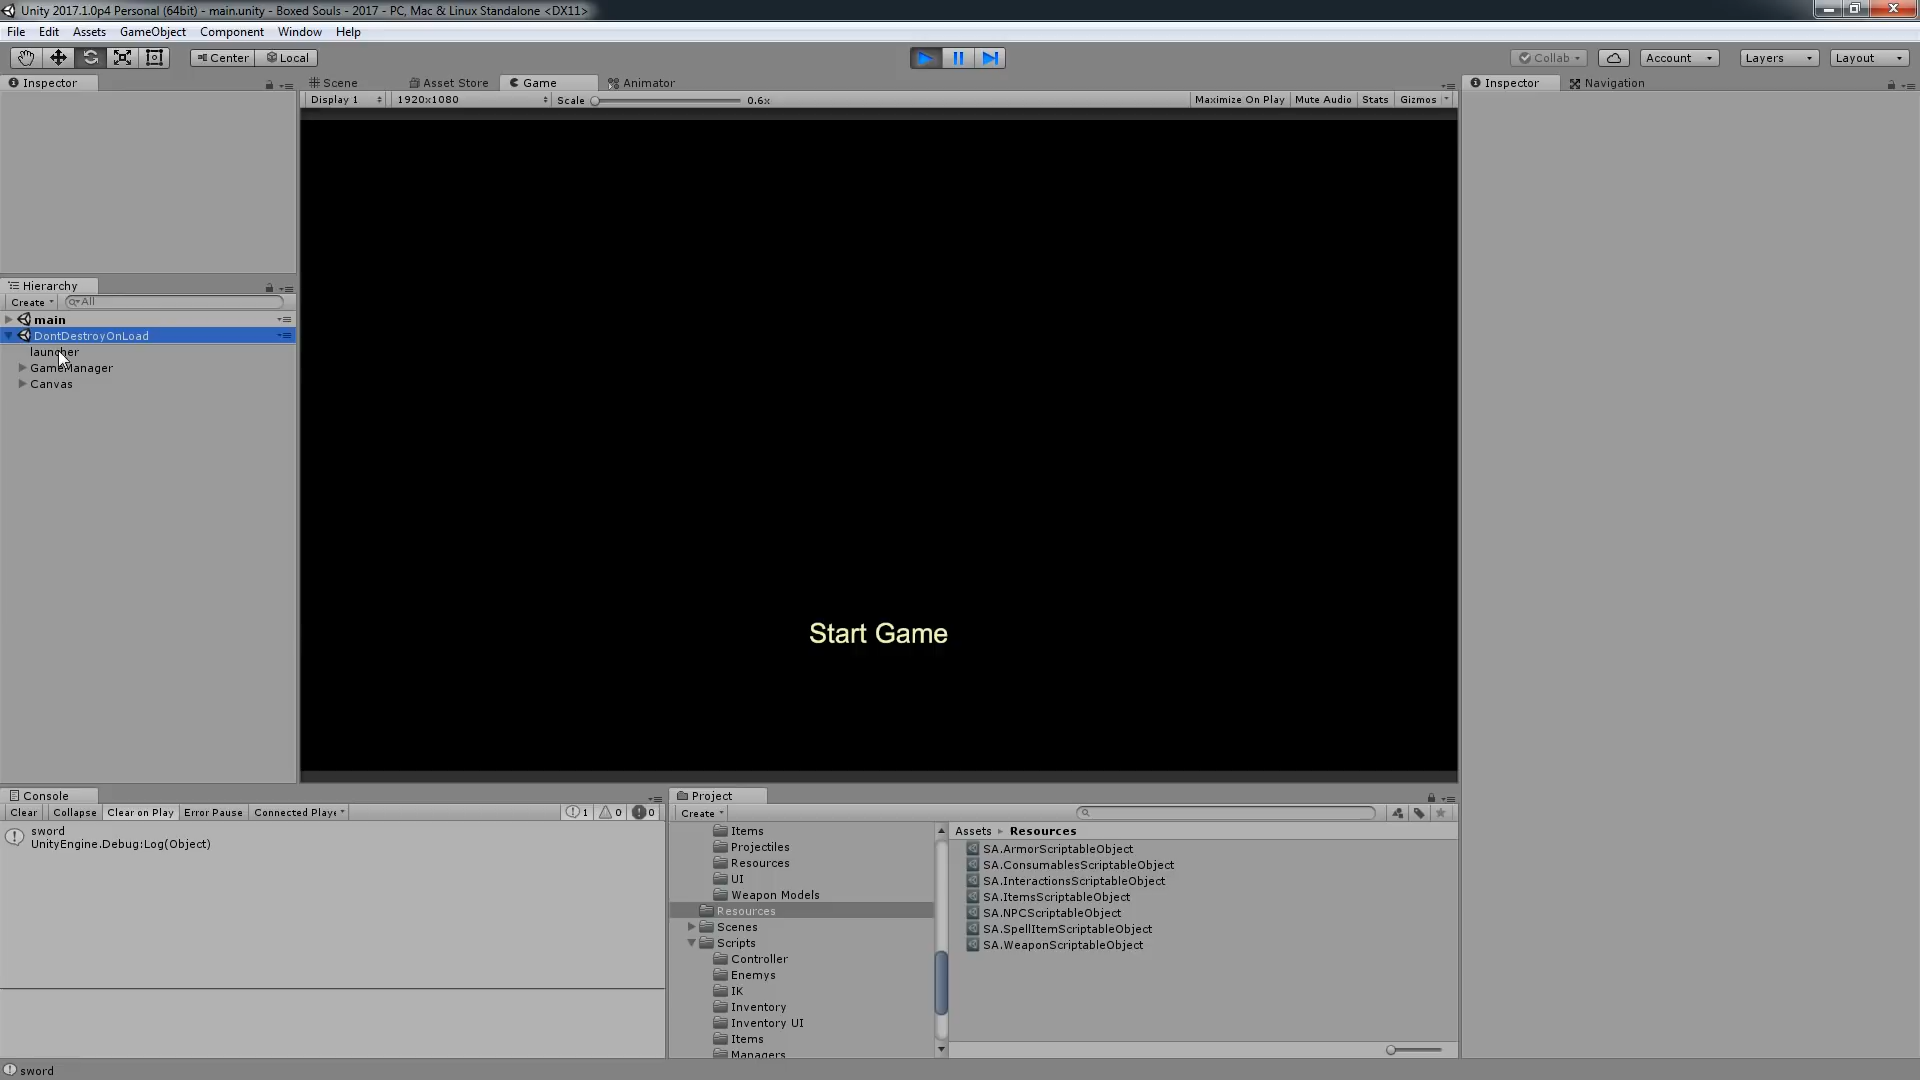 Unity 2017.1.0p4 Personal (64bit) - main.unity - Boxed Souls - 2017 - PC, Mac & Linux Standalone <DX11>
File Edit Assets GameObject Component Window Help
Center Local Collab Account Layers Layout
Inspector Scene Asset Store Game Animator Inspector Navigation
Display 1 1920x1080 Scale 0.6x Maximize On Play Mute Audio Stats Gizmos
Hierarchy
Create All
main
DontDestroyOnLoad
launcher
GameManager
Canvas
Start Game
Console
Clear Collapse Clear on Play Error Pause Connected Playe 1 0 0
sword
UnityEngine.Debug:Log(Object)
Project
Create
Items
Projectiles
Resources
UI
Weapon Models
Resources
Scenes
Scripts
Controller
Enemys
IK
Inventory
Inventory UI
Items
Managers
Assets Resources
SA.ArmorScriptableObject
SA.ConsumablesScriptableObject
SA.InteractionsScriptableObject
SA.ItemsScriptableObject
SA.NPCScriptableObject
SA.SpellItemScriptableObject
SA.WeaponScriptableObject
sword